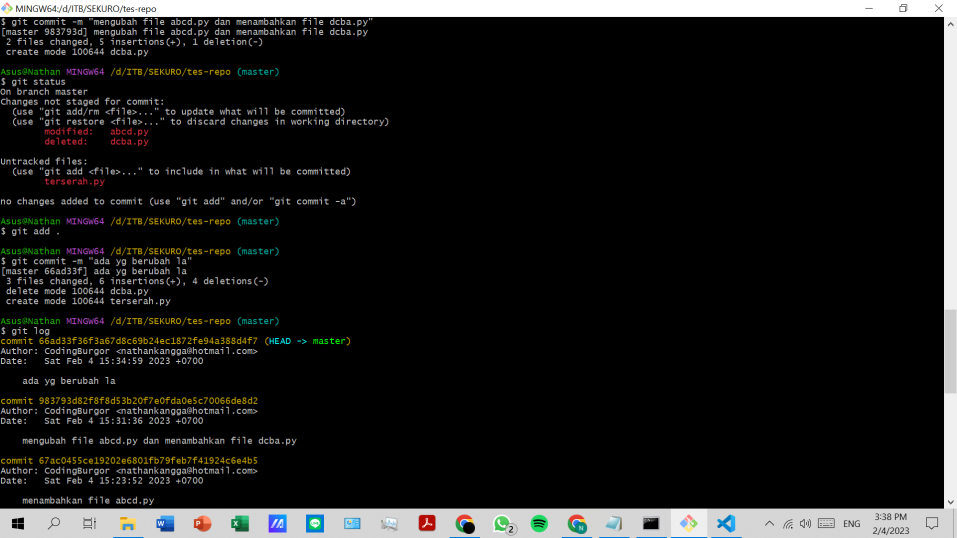 MINGW64:/d/ITB/SEKURO/tes-repo
$ git commit -m "mengubah file abcd.py dan menambahkan file dcba.py"
[master 983793d] mengubah file abcd.py dan menambahkan file dcba.py
 2 files changed, 5 insertions(+), 1 deletion(-)
 create mode 100644 dcba.py
Asus@Nathan MINGW64 /d/ITB/SEKURO/tes-repo (master)
$ git status
On branch master
Changes not staged for commit:
  (use "git add/rm <file>..." to update what will be committed)
  (use "git restore <file>..." to discard changes in working directory)
        modified:   abcd.py
        deleted:    dcba.py
Untracked files:
  (use "git add <file>..." to include in what will be committed)
        terserah.py
no changes added to commit (use "git add" and/or "git commit -a")
Asus@Nathan MINGW64 /d/ITB/SEKURO/tes-repo (master)
$ git add .
Asus@Nathan MINGW64 /d/ITB/SEKURO/tes-repo (master)
$ git commit -m "ada yg berubah la"
[master 66ad33f] ada yg berubah la
 3 files changed, 6 insertions(+), 4 deletions(-)
 delete mode 100644 dcba.py
 create mode 100644 terserah.py
Asus@Nathan MINGW64 /d/ITB/SEKURO/tes-repo (master)
$ git log
commit 66ad33f36f3a67d8c69b24ec1872fe94a388d4f7 (HEAD -> master)
Author: CodingBurgor <nathankangga@hotmail.com>
Date:   Sat Feb 4 15:34:59 2023 +0700
    ada yg berubah la
commit 983793d82f8f8d53b20f7e0fda0e5c70066de8d2
Author: CodingBurgor <nathankangga@hotmail.com>
Date:   Sat Feb 4 15:31:36 2023 +0700
    mengubah file abcd.py dan menambahkan file dcba.py
commit 67ac0455ce19202e6801fb79feb7f41924c6e4b5
Author: CodingBurgor <nathankangga@hotmail.com>
Date:   Sat Feb 4 15:23:52 2023 +0700
    menambahkan file abcd.py
2
ENG
3:38 PM
2/4/2023